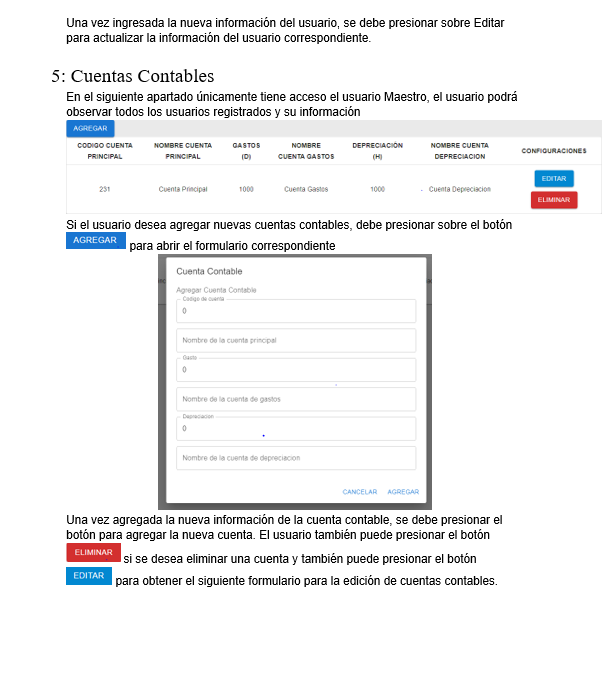 Una vez ingresada la nueva información del usuario, se debe presionar sobre Editar
para actualizar la información del usuario correspondiente.
5: Cuentas Contables
En el siguiente apartado únicamente tiene acceso el usuario Maestro, el usuario podrá
observar todos los usuarios registrados y su información
AGREGAR
CODIGO CUENTA PRINCIPAL NOMBRE CUENTA PRINCIPAL GASTOS (D) NOMBRE CUENTA GASTOS DEPRECIACIÓN (H) NOMBRE CUENTA DEPRECIACION CONFIGURACIONES
231 Cuenta Principal 1000 Cuenta Gastos 1000 - Cuenta Depreciacion EDITAR
ELIMINAR
Si el usuario desea agregar nuevas cuentas contables, debe presionar sobre el botón
AGREGAR para abrir el formulario correspondiente
Cuenta Contable
Agregar Cuenta Contable
Codigo de cuenta
0
Nombre de la cuenta principal
Gasto
0
Nombre de la cuenta de gastos
Depreciacion
0
Nombre de la cuenta de depreciacion
CANCELAR AGREGAR
Una vez agregada la nueva información de la cuenta contable, se debe presionar el
botón para agregar la nueva cuenta. El usuario también puede presionar el botón
ELIMINAR si se desea eliminar una cuenta y también puede presionar el botón
EDITAR para obtener el siguiente formulario para la edición de cuentas contables.